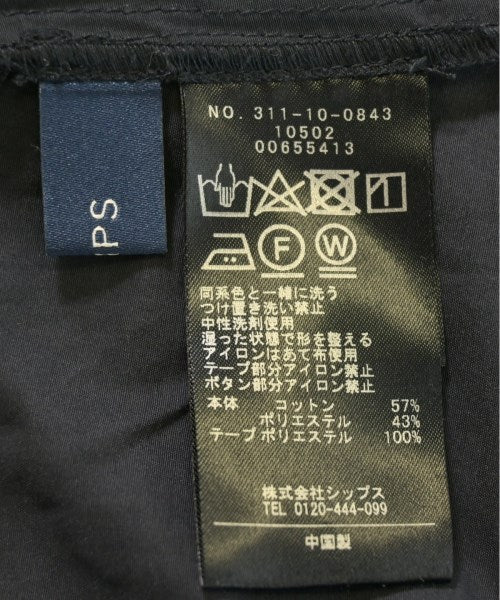 NO. 311-10-0843
10502
00655413
F W
同系色と一緒に洗う
つけ置き洗い禁止
中性洗剤使用
湿った状態で形を整える
アイロンはあて布使用
テープ部分アイロン禁止
ボタン部分アイロン禁止
本体 コットン 57%
ポリエステル 43%
テープ ポリエステル 100%
株式会社シップス
TEL 0120-444-099
中国製
IPS